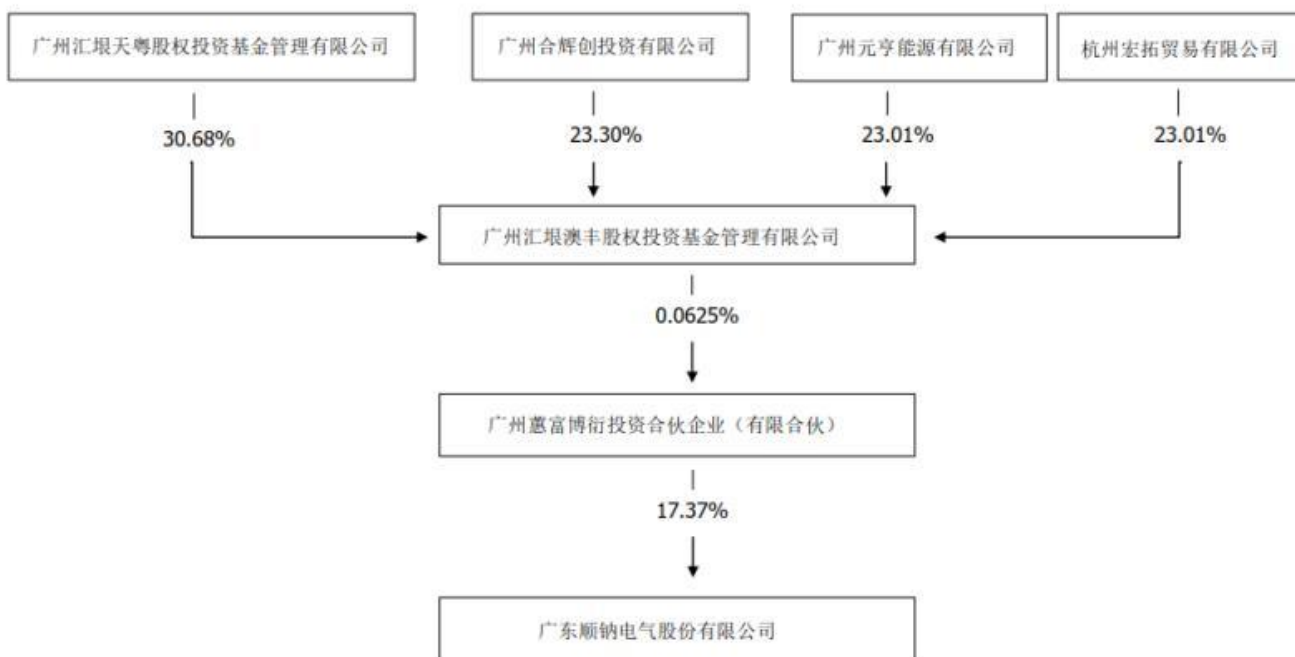 广州汇垠天粤股权投资基金管理有限公司
广州合辉创投资有限公司
广州元亨能源有限公司
杭州宏拓贸易有限公司
30.68%
23.30%
23.01%
23.01%
广州汇垠澳丰股权投资基金管理有限公司
0.0625%
广州蕙富博衍投资合伙企业（有限合伙）
17.37%
广东顺钠电气股份有限公司